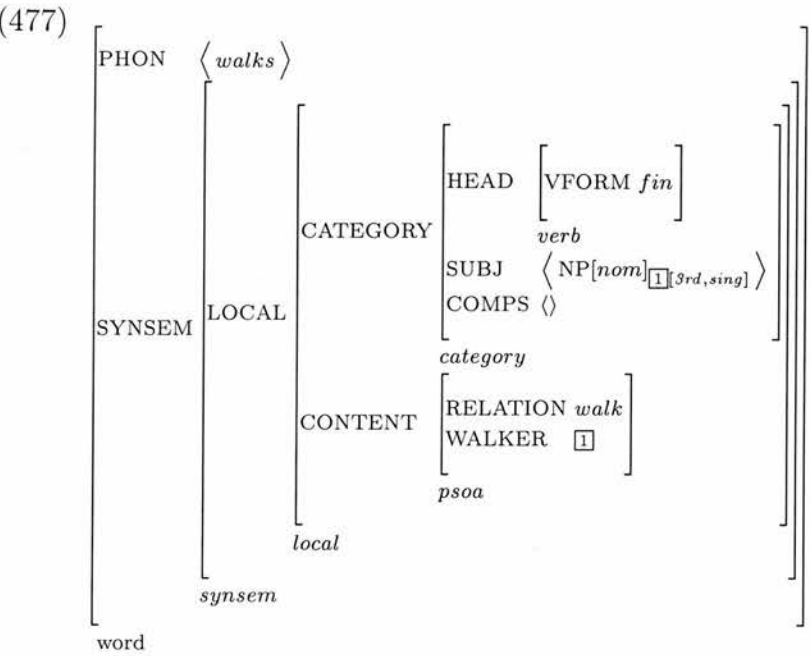 (477)
PHON ⟨ walks ⟩
HEAD [VFORM fin]
CATEGORY verb
SUBJ ⟨ NP[nom]1[3rd,sing] ⟩
COMPS ⟨⟩
SYNSEM LOCAL
category
RELATION walk
CONTENT
WALKER 1
psoa
local
synsem
word